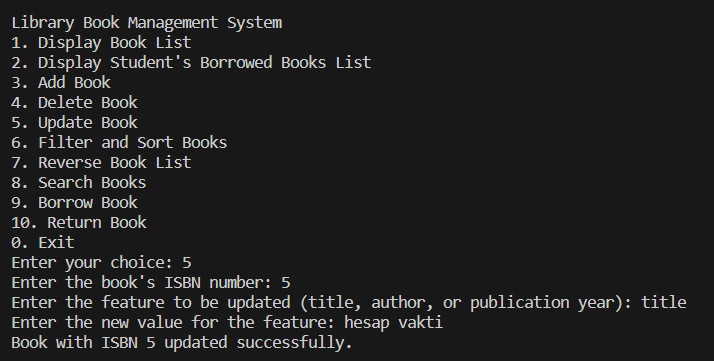 Library Book Management System
1. Display Book List
2. Display Student's Borrowed Books List
3. Add Book
4. Delete Book
5. Update Book
6. Filter and Sort Books
7. Reverse Book List
8. Search Books
9. Borrow Book
10. Return Book
0. Exit
Enter your choice: 5
Enter the book's ISBN number: 5
Enter the feature to be updated (title, author, or publication year): title
Enter the new value for the feature: hesap vakti
Book with ISBN 5 updated successfully.